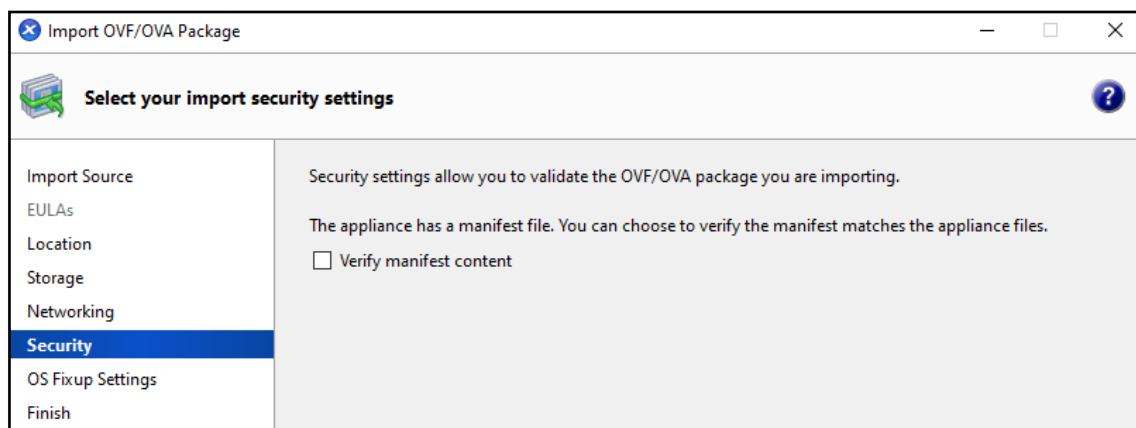 Import OVF/OVA Package
Select your import security settings
Import Source
EULAs
Location
Storage
Networking
Security
OS Fixup Settings
Finish
Security settings allow you to validate the OVF/OVA package you are importing.
The appliance has a manifest file. You can choose to verify the manifest matches the appliance files.
Verify manifest content